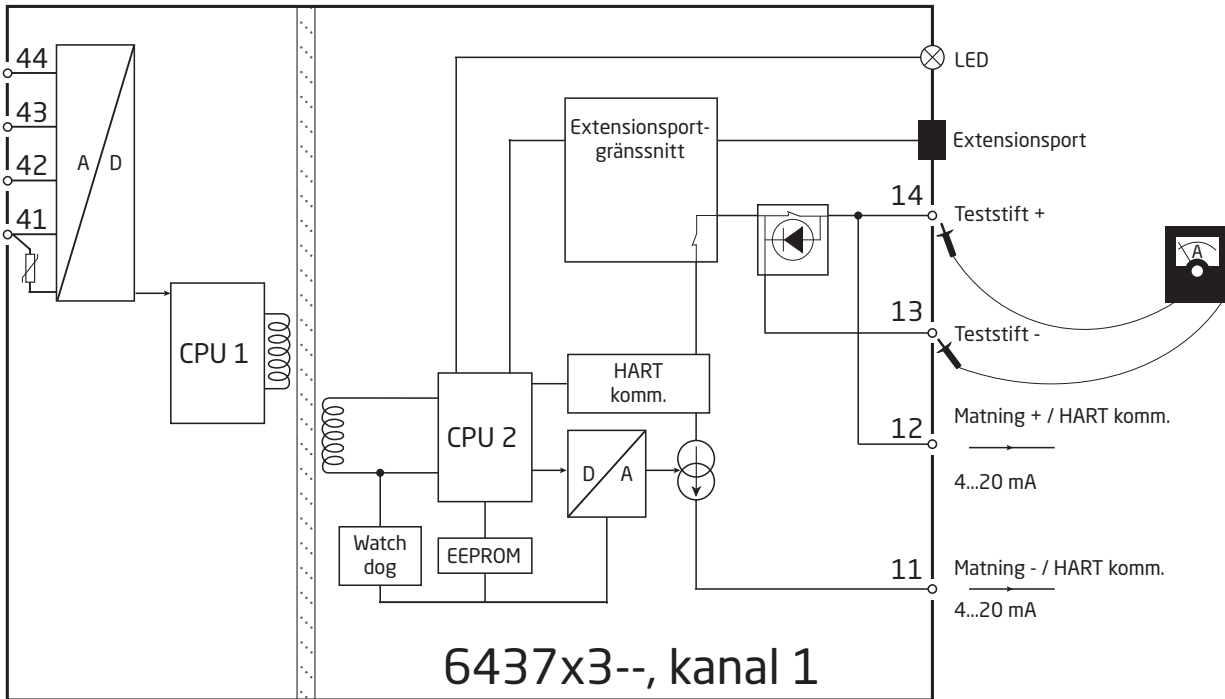 44
43
42
41
A / D
CPU 1
LED
Extensionsport-
gränssnitt
Extensionsport
14
Teststift +
A
13
Teststift -
HART
komm.
CPU 2
12
Matning + / HART komm.
4...20 mA
D / A
Watch
dog
EEPROM
11
Matning - / HART komm.
4...20 mA
6437x3--, kanal 1